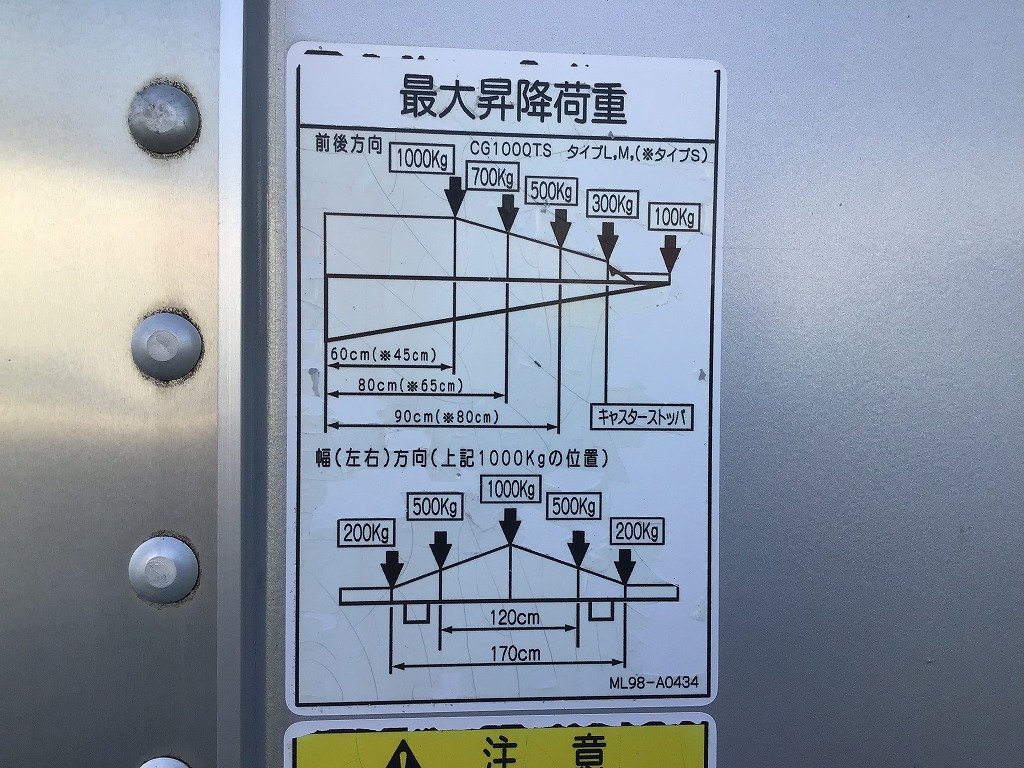 最大昇降荷重
前後方向 CG1000TS タイプL,M,(※タイプS)
1000Kg
700Kg
500Kg
300Kg
100Kg
60cm(※45cm)
80cm(※65cm)
90cm(※80cm)
キャスターストッパ
幅(左右)方向(上記1000Kgの位置)
1000Kg
500Kg 500Kg
200Kg 200Kg
120cm
170cm
ML98-A0434
注意